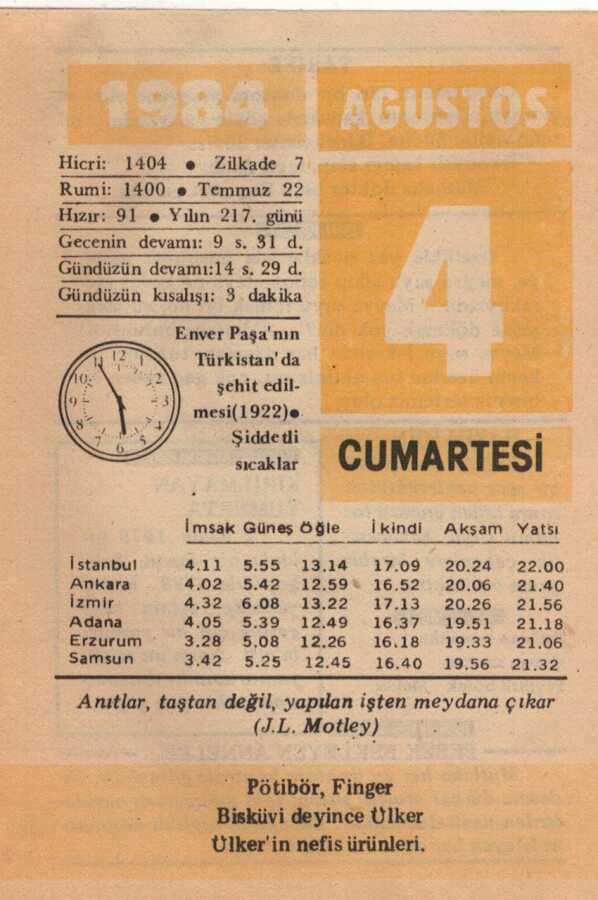 1984
AGUSTOS
Hicri: 1404 • Zilkade 7
Rumi: 1400 • Temmuz 22
Hızır: 91 • Yılın 217. günü
Gecenin devamı: 9 s. 31 d.
Gündüzün devamı:14 s. 29 d.
Gündüzün kısalışı: 3 dakika
4
Enver Paşa'nın
Türkistan'da
şehit edil-
mesi(1922)•
Şiddetli
sıcaklar
CUMARTESİ
İmsak Güneş Öğle İkindi Akşam Yatsı
İstanbul 4.11 5.55 13.14 17.09 20.24 22.00
Ankara 4.02 5.42 12.59 16.52 20.06 21.40
İzmir 4.32 6.08 13.22 17.13 20.26 21.56
Adana 4.05 5.39 12.49 16.37 19.51 21.18
Erzurum 3.28 5.08 12.26 16.18 19.33 21.06
Samsun 3.42 5.25 12.45 16.40 19.56 21.32
Anıtlar, taştan değil, yapılan işten meydana çıkar
(J.L. Motley)
Pötibör, Finger
Bisküvi deyince Ülker
Ülker'in nefis ürünleri.